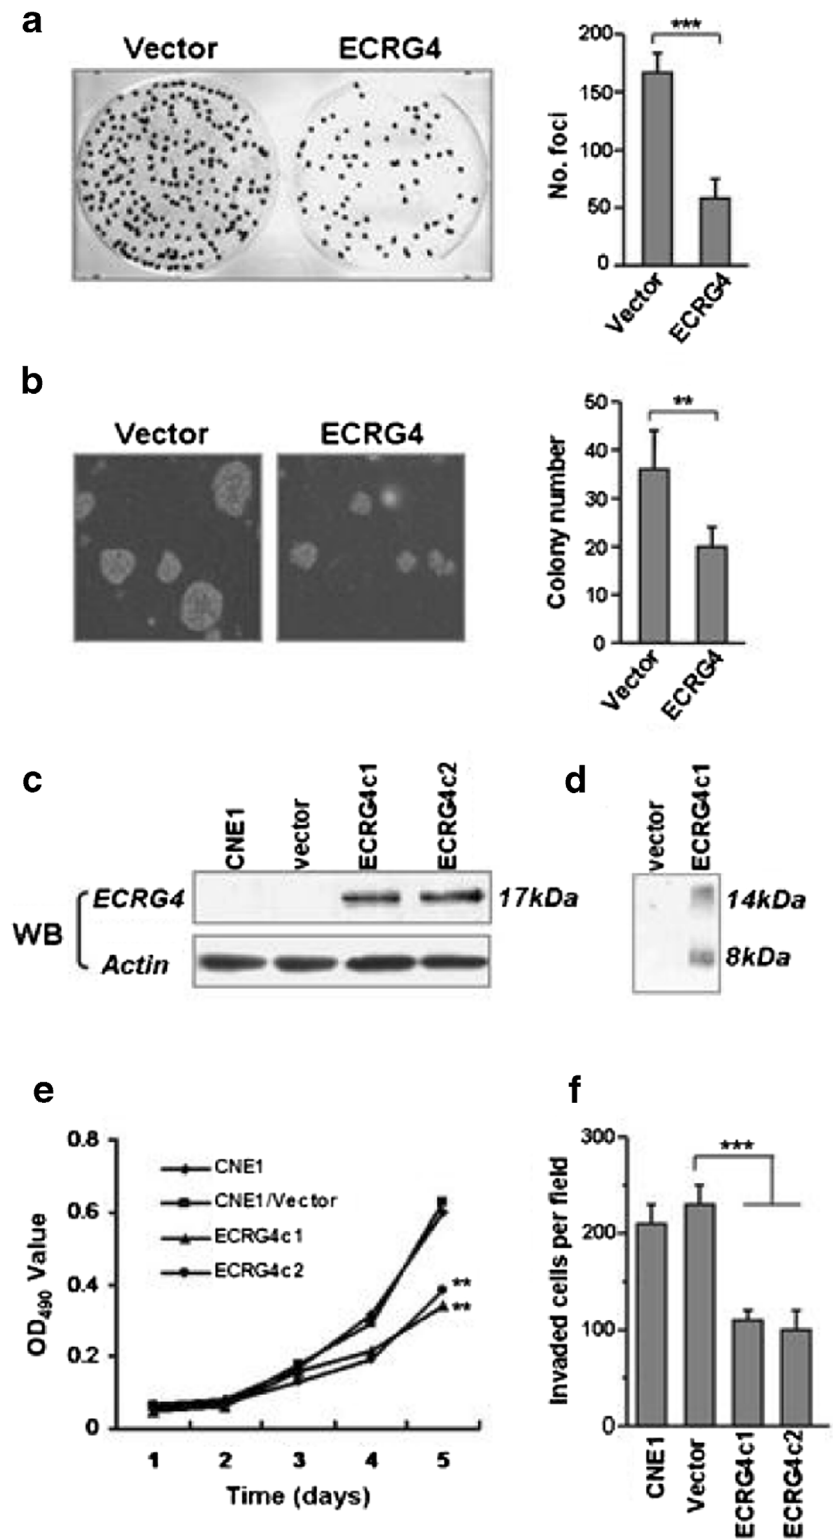 a
Vector ECRG4
200
150
100
50
0
No. foci
***
Vector
ECRG4
b
Vector ECRG4
50
40
30
20
10
0
Colony number
**
Vector
ECRG4
c
CNE1
vector
ECRG4c1
ECRG4c2
WB
ECRG4
17kDa
Actin
d
vector
ECRG4c1
14kDa
8kDa
e
0.8
0.6
0.4
0.2
0
OD490 Value
CNE1
CNE1/Vector
ECRG4c1
ECRG4c2
**
**
1 2 3 4 5
Time (days)
f
300
200
100
0
Invaded cells per field
***
CNE1
Vector
ECRG4c1
ECRG4c2